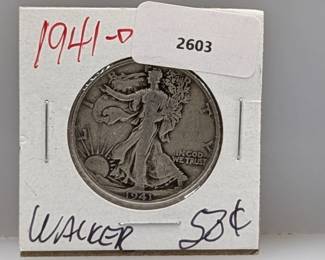 1941-D
2603
LIBERTY
IN GOD
WE TRUST
1941
WALKER 50¢